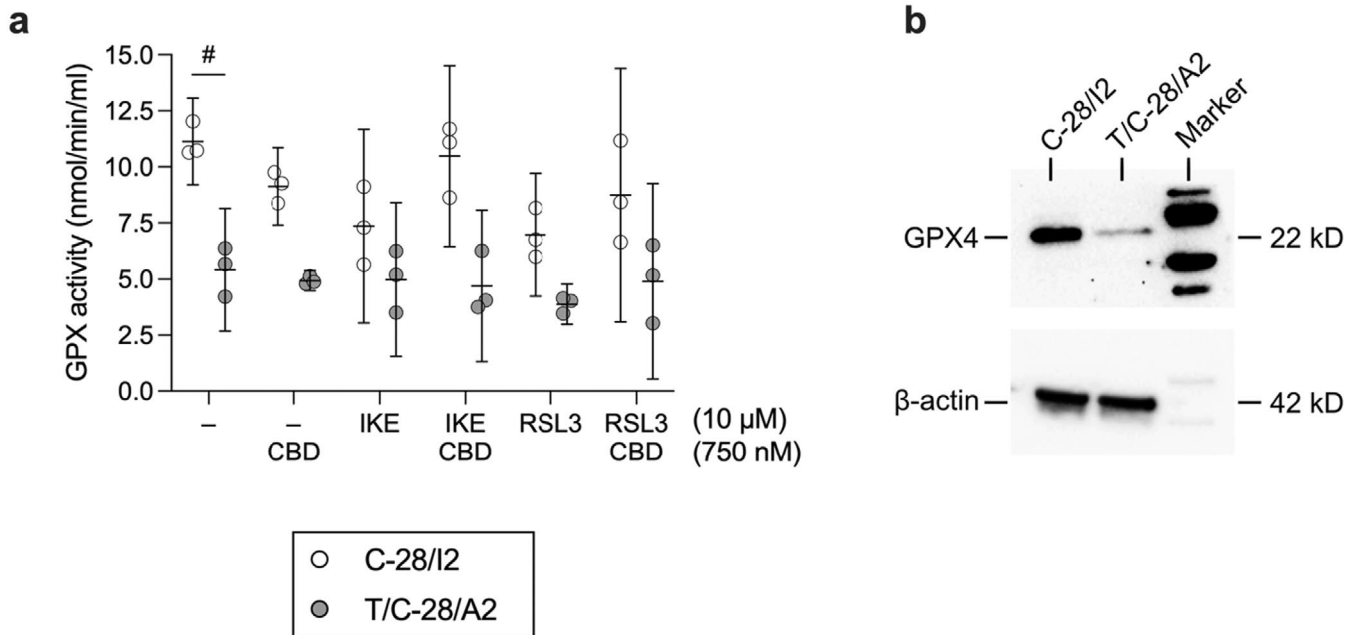 a
GPX activity (nmol/min/ml)
15.0
12.5
10.0
7.5
5.0
2.5
0.0
#
– – IKE IKE RSL3 RSL3 (10 µM)
CBD CBD CBD (750 nM)
C-28/I2
T/C-28/A2
b
C-28/I2
T/C-28/A2
Marker
GPX4 22 kD
β-actin 42 kD